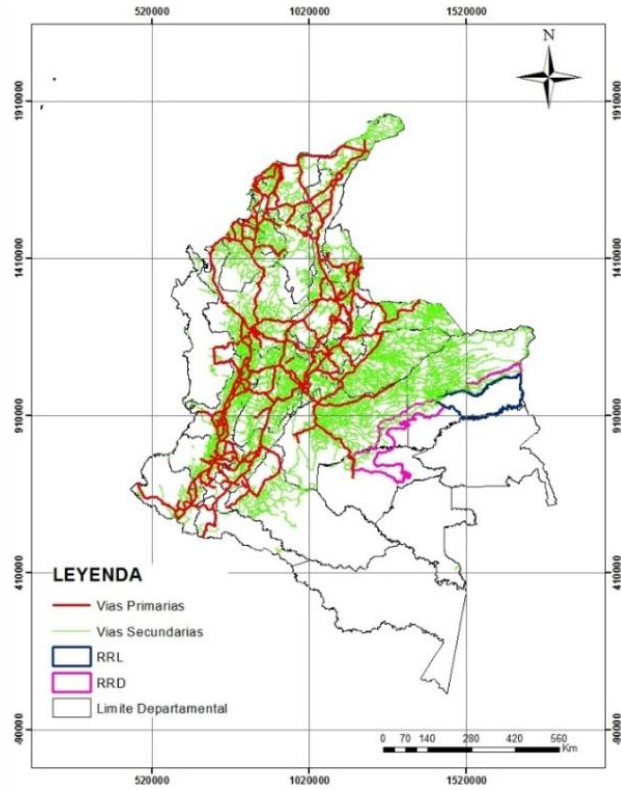 520000 1020000 1520000
N
1910000 1910000
1410000 1410000
910000 910000
410000 410000
LEYENDA
Vias Primarias
Vias Secundarias
RRL
RRD
Limite Departamental
-90000 -90000
0 70 140 280 420 560
Km
520000 1020000 1520000